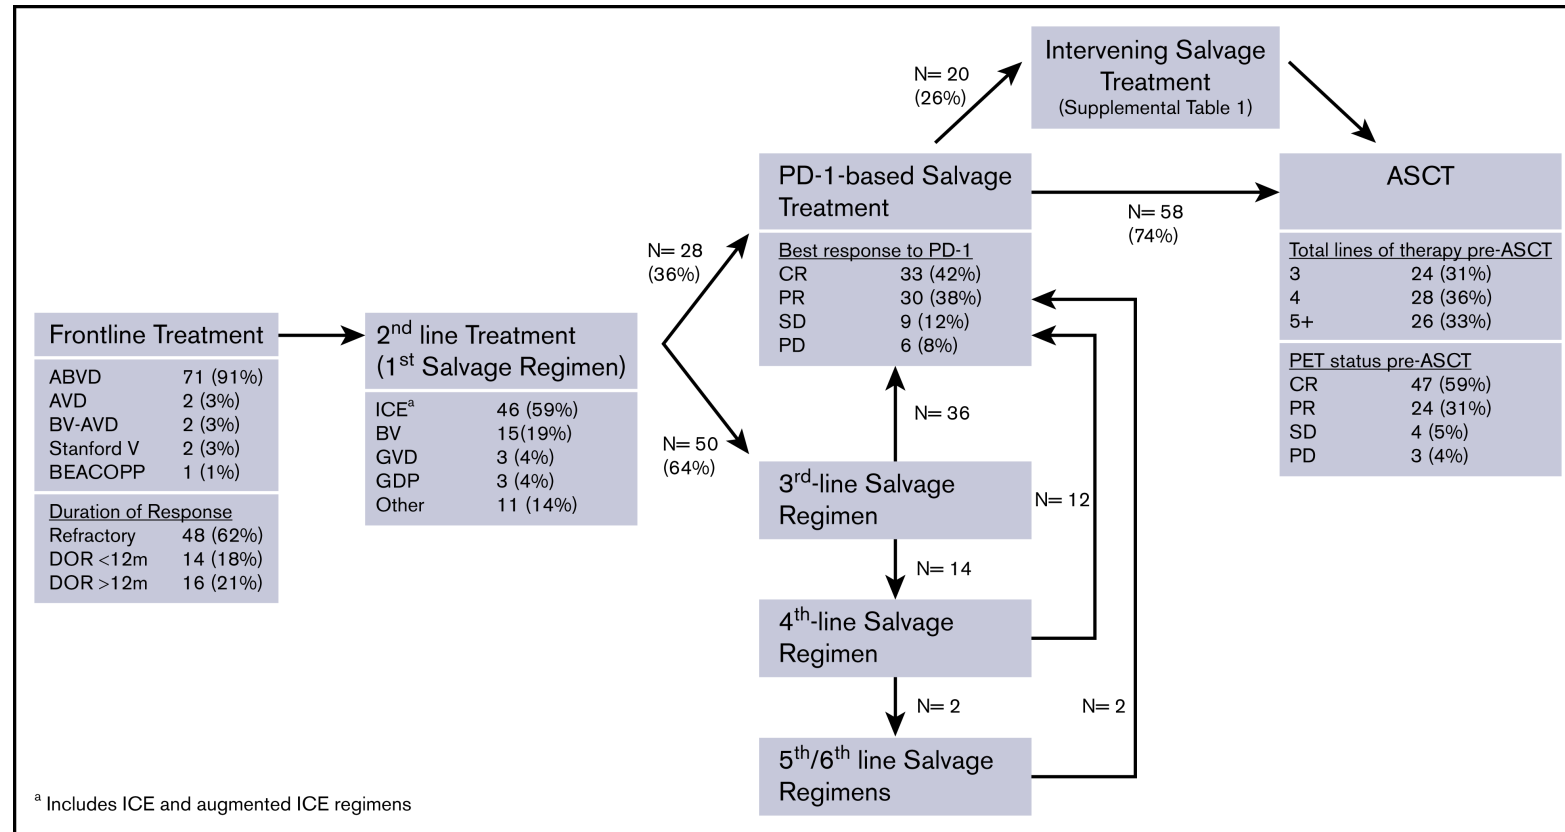 Frontline Treatment
ABVD 71 (91%)
AVD 2 (3%)
BV-AVD 2 (3%)
Stanford V 2 (3%)
BEACOPP 1 (1%)
Duration of Response
Refractory 48 (62%)
DOR <12m 14 (18%)
DOR >12m 16 (21%)
2nd line Treatment
(1st Salvage Regimen)
ICEa 46 (59%)
BV 15(19%)
GVD 3 (4%)
GDP 3 (4%)
Other 11 (14%)
N= 28
(36%)
N= 50
(64%)
PD-1-based Salvage
Treatment
Best response to PD-1
CR 33 (42%)
PR 30 (38%)
SD 9 (12%)
PD 6 (8%)
N= 36
3rd-line Salvage
Regimen
N= 14
4th-line Salvage
Regimen
N= 2
5th/6th line Salvage
Regimens
N= 12
N= 2
N= 20
(26%)
Intervening Salvage
Treatment
(Supplemental Table 1)
N= 58
(74%)
ASCT
Total lines of therapy pre-ASCT
3 24 (31%)
4 28 (36%)
5+ 26 (33%)
PET status pre-ASCT
CR 47 (59%)
PR 24 (31%)
SD 4 (5%)
PD 3 (4%)
a Includes ICE and augmented ICE regimens